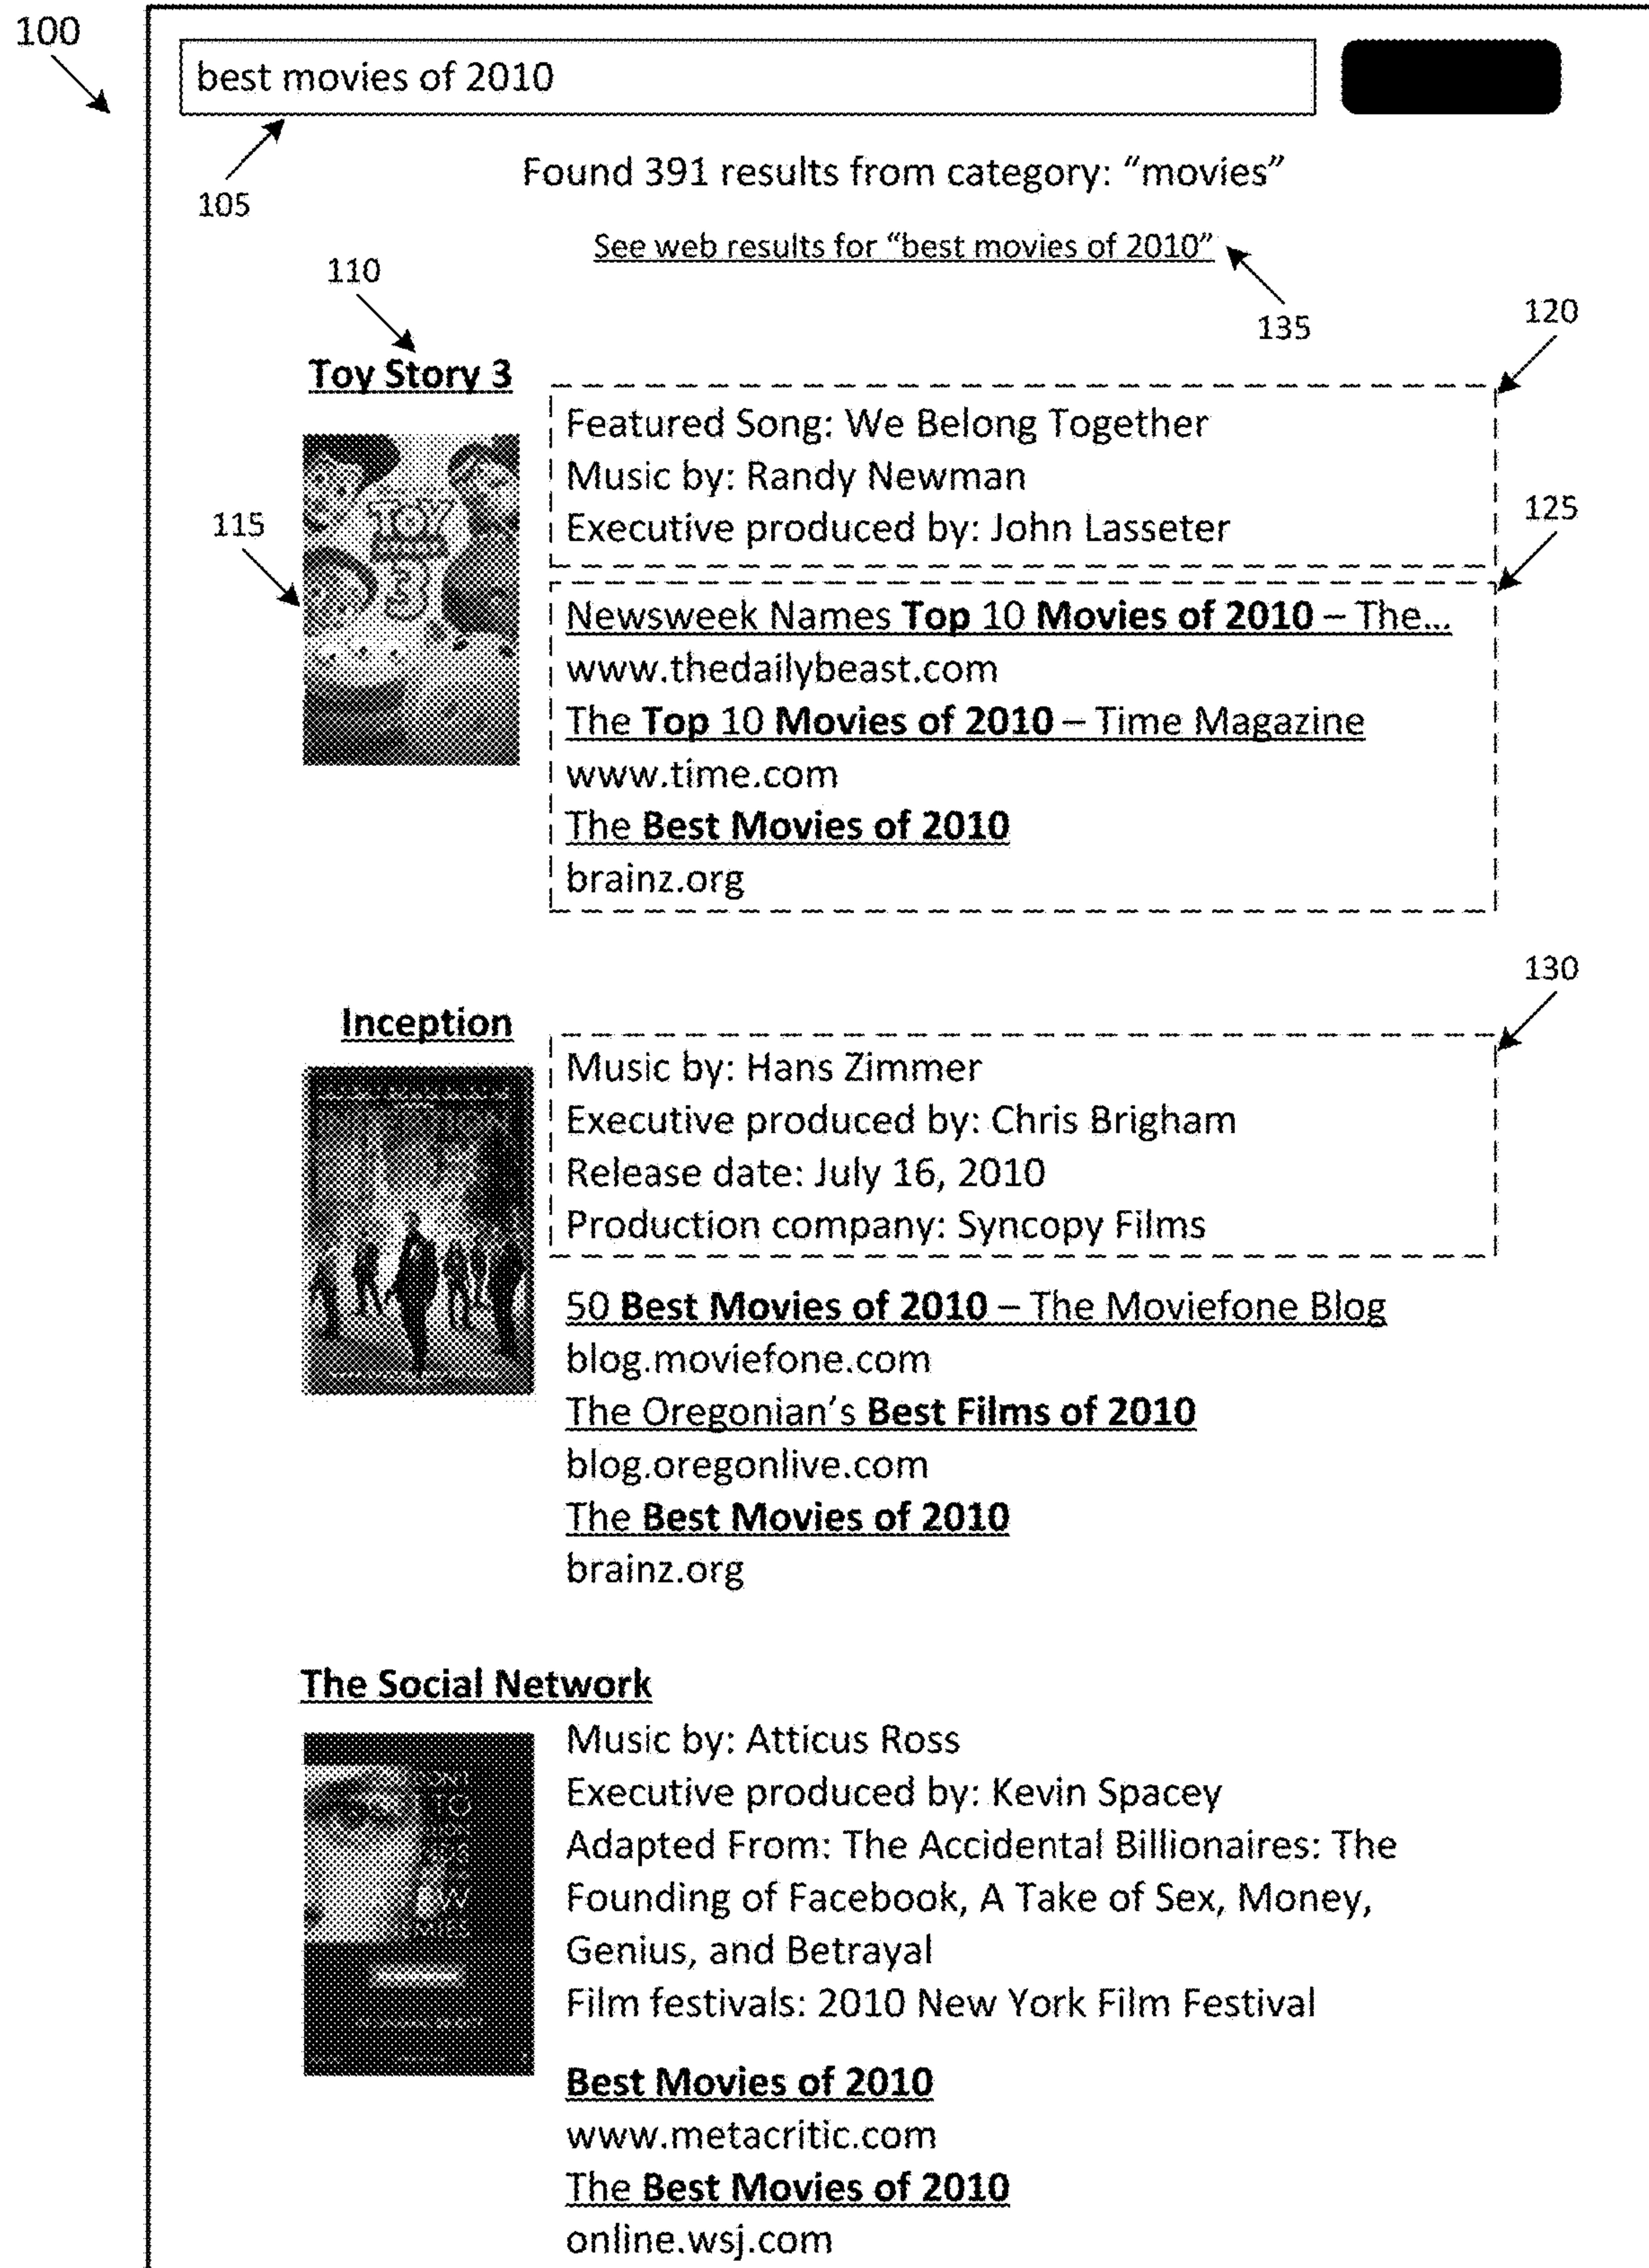 100
best movies of 2010
105
Found 391 results from category: “movies”
See web results for “best movies of 2010”
135
110
120
Toy Story 3
Featured Song: We Belong Together
Music by: Randy Newman
Executive produced by: John Lasseter
115
TOY
3
125
Newsweek Names Top 10 Movies of 2010 – The...
www.thedailybeast.com
The Top 10 Movies of 2010 – Time Magazine
www.time.com
The Best Movies of 2010
brainz.org
130
Inception
Music by: Hans Zimmer
Executive produced by: Chris Brigham
Release date: July 16, 2010
Production company: Syncopy Films
50 Best Movies of 2010 – The Moviefone Blog
blog.moviefone.com
The Oregonian’s Best Films of 2010
blog.oregonlive.com
The Best Movies of 2010
brainz.org
The Social Network
Music by: Atticus Ross
Executive produced by: Kevin Spacey
Adapted From: The Accidental Billionaires: The
Founding of Facebook, A Take of Sex, Money,
Genius, and Betrayal
Film festivals: 2010 New York Film Festival
Best Movies of 2010
www.metacritic.com
The Best Movies of 2010
online.wsj.com